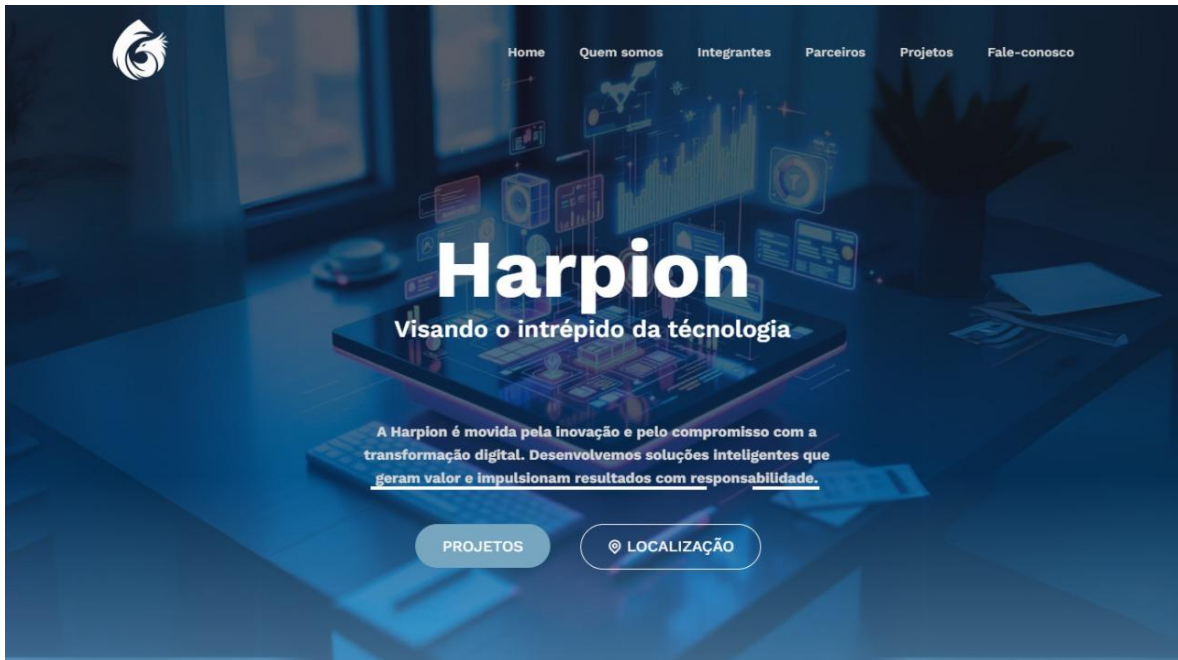 Home Quem somos Integrantes Parceiros Projetos Fale-conosco
Harpion
Visando o intrépido da técnologia
A Harpion é movida pela inovação e pelo compromisso com a
transformação digital. Desenvolvemos soluções inteligentes que
geram valor e impulsionam resultados com responsabilidade.
PROJETOS
LOCALIZAÇÃO